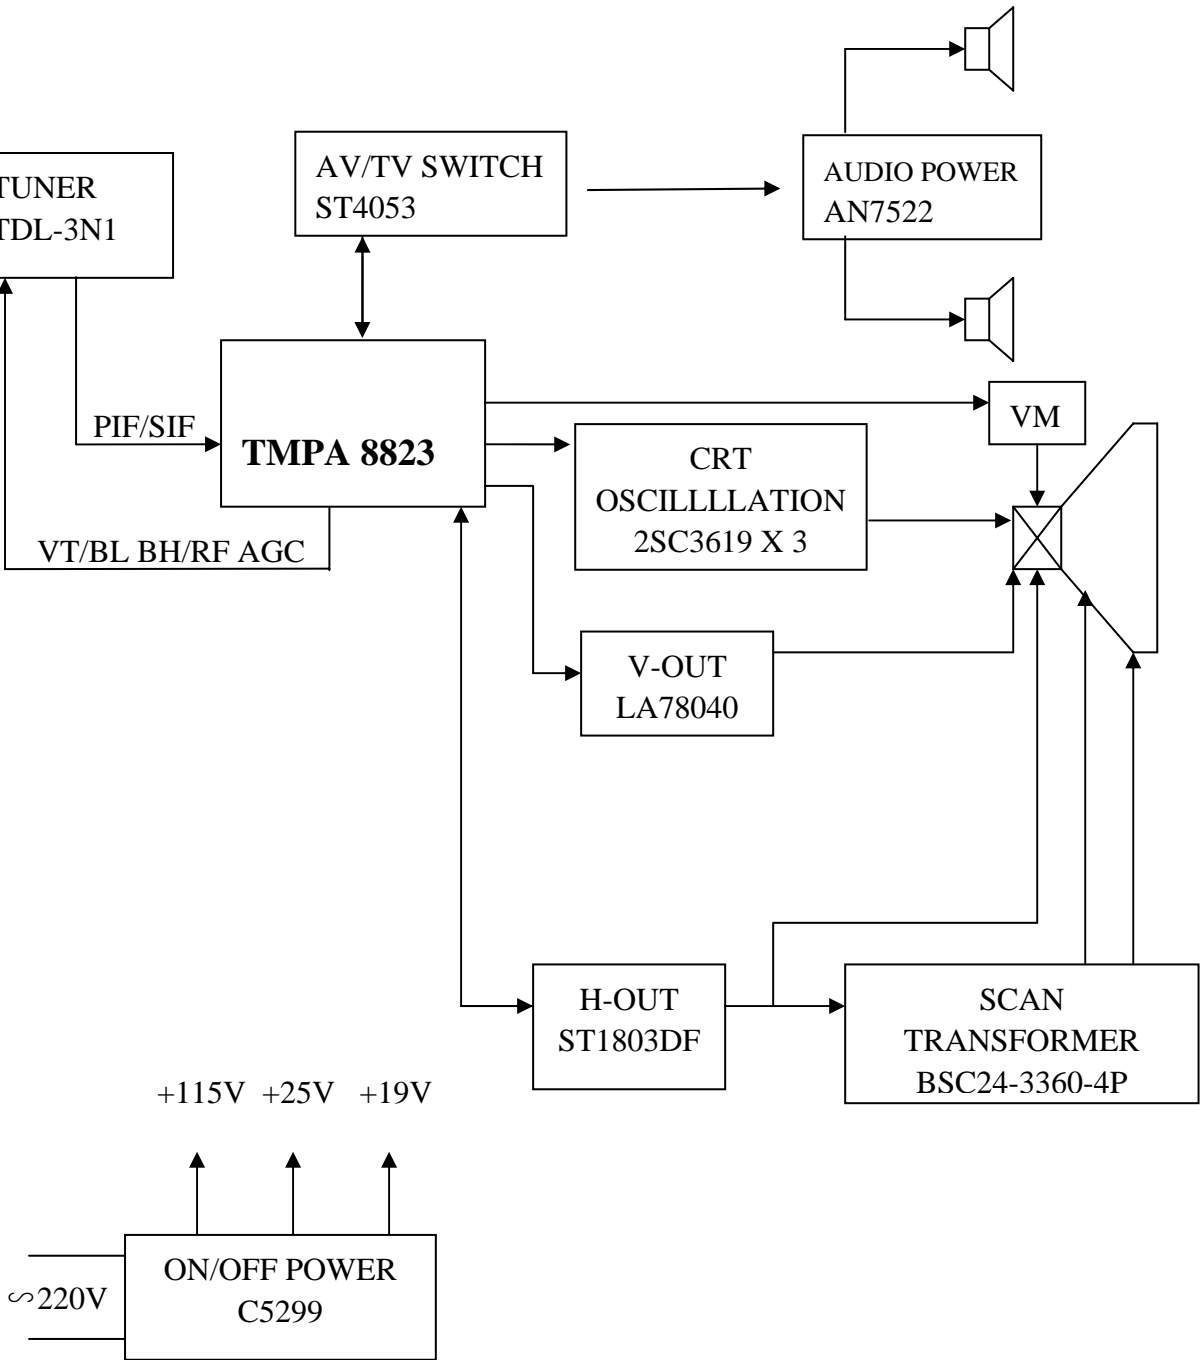 AV/TV SWITCH
ST4053
AUDIO POWER
AN7522
TUNER
TDL-3N1
PIF/SIF
TMPA 8823
VT/BL BH/RF AGC
VM
CRT
OSCILLLLATION
2SC3619 X 3
V-OUT
LA78040
H-OUT
ST1803DF
SCAN
TRANSFORMER
BSC24-3360-4P
+115V +25V +19V
ON/OFF POWER
C5299
∽220V